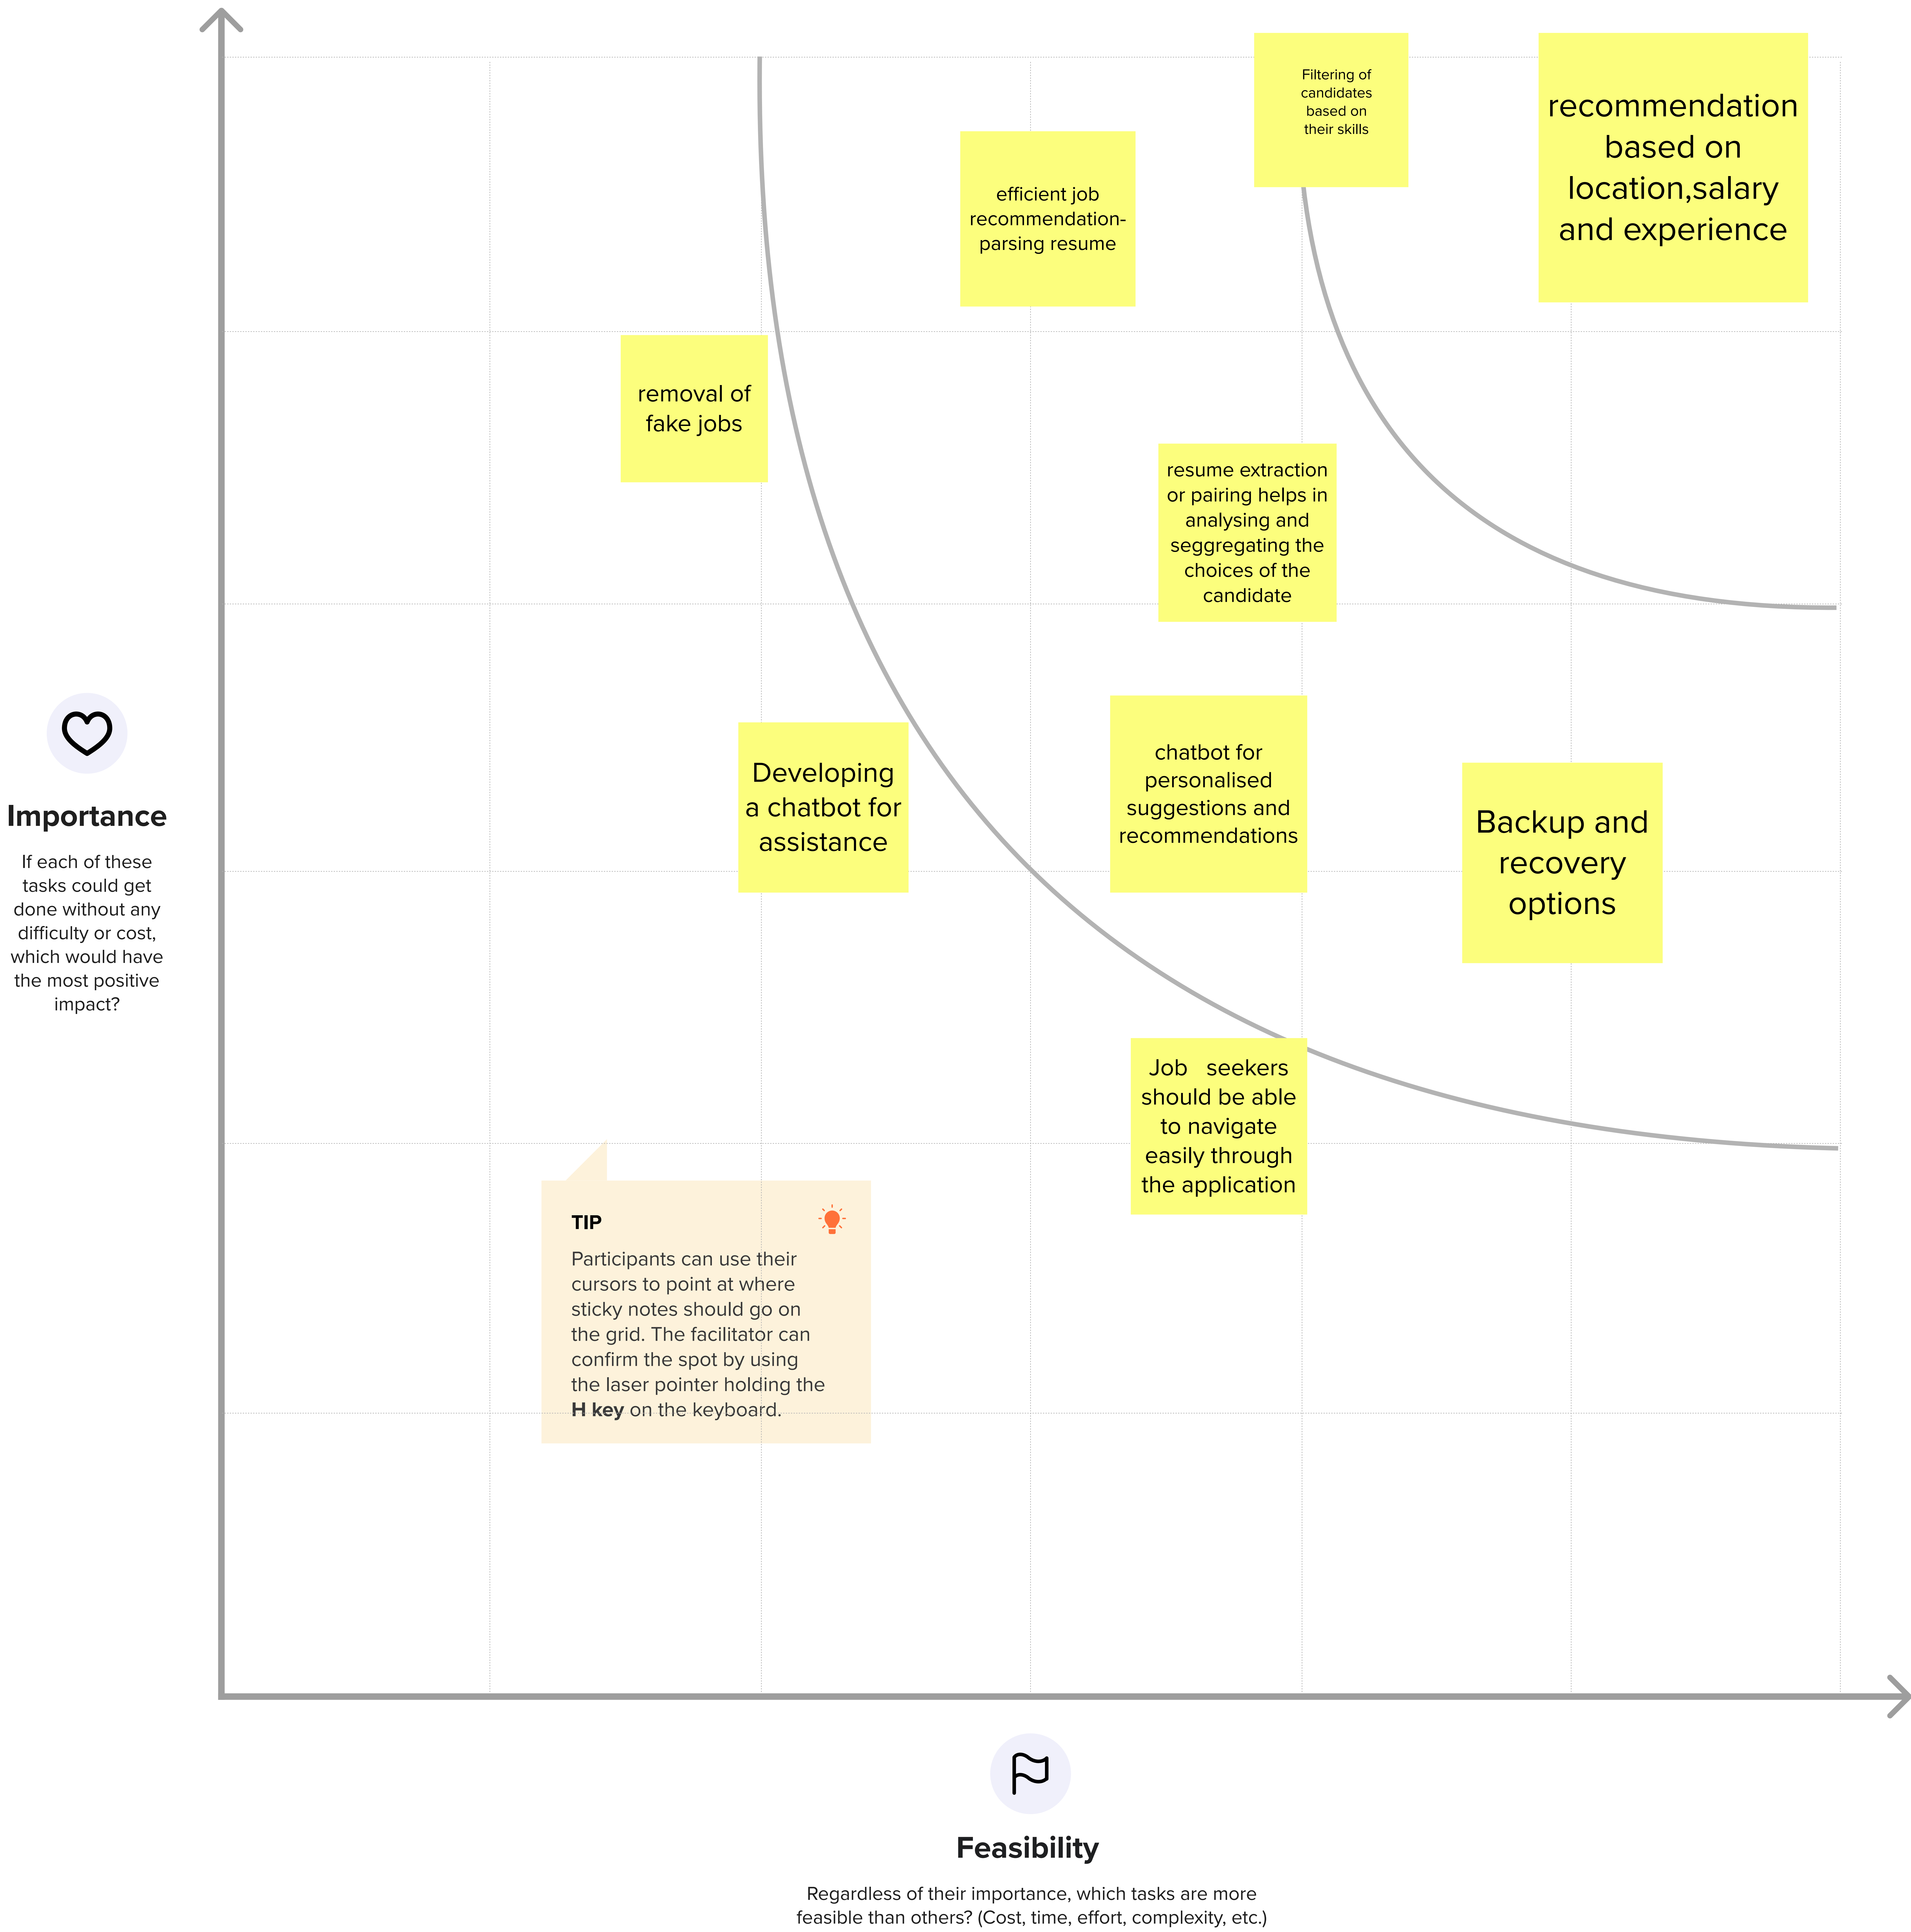 Filtering of
candidates
based on
their skills
recommendation
based on
location,salary
and experience
efficient job
recommendation-
parsing resume
removal of
fake jobs
resume extraction
or pairing helps in
analysing and
seggregating the
choices of the
candidate
Importance
If each of these
tasks could get
done without any
difficulty or cost,
which would have
the most positive
impact?
Developing
a chatbot for
assistance
chatbot for
personalised
suggestions and
recommendations
Backup and
recovery
options
Job seekers
should be able
to navigate
easily through
the application
TIP
Participants can use their
cursors to point at where
sticky notes should go on
the grid. The facilitator can
confirm the spot by using
the laser pointer holding the
H key on the keyboard.
Feasibility
Regardless of their importance, which tasks are more
feasible than others? (Cost, time, effort, complexity, etc.)